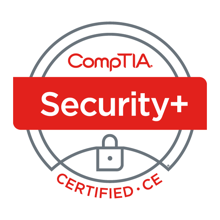 CompTIA.
Security+
CERTIFIED • CE